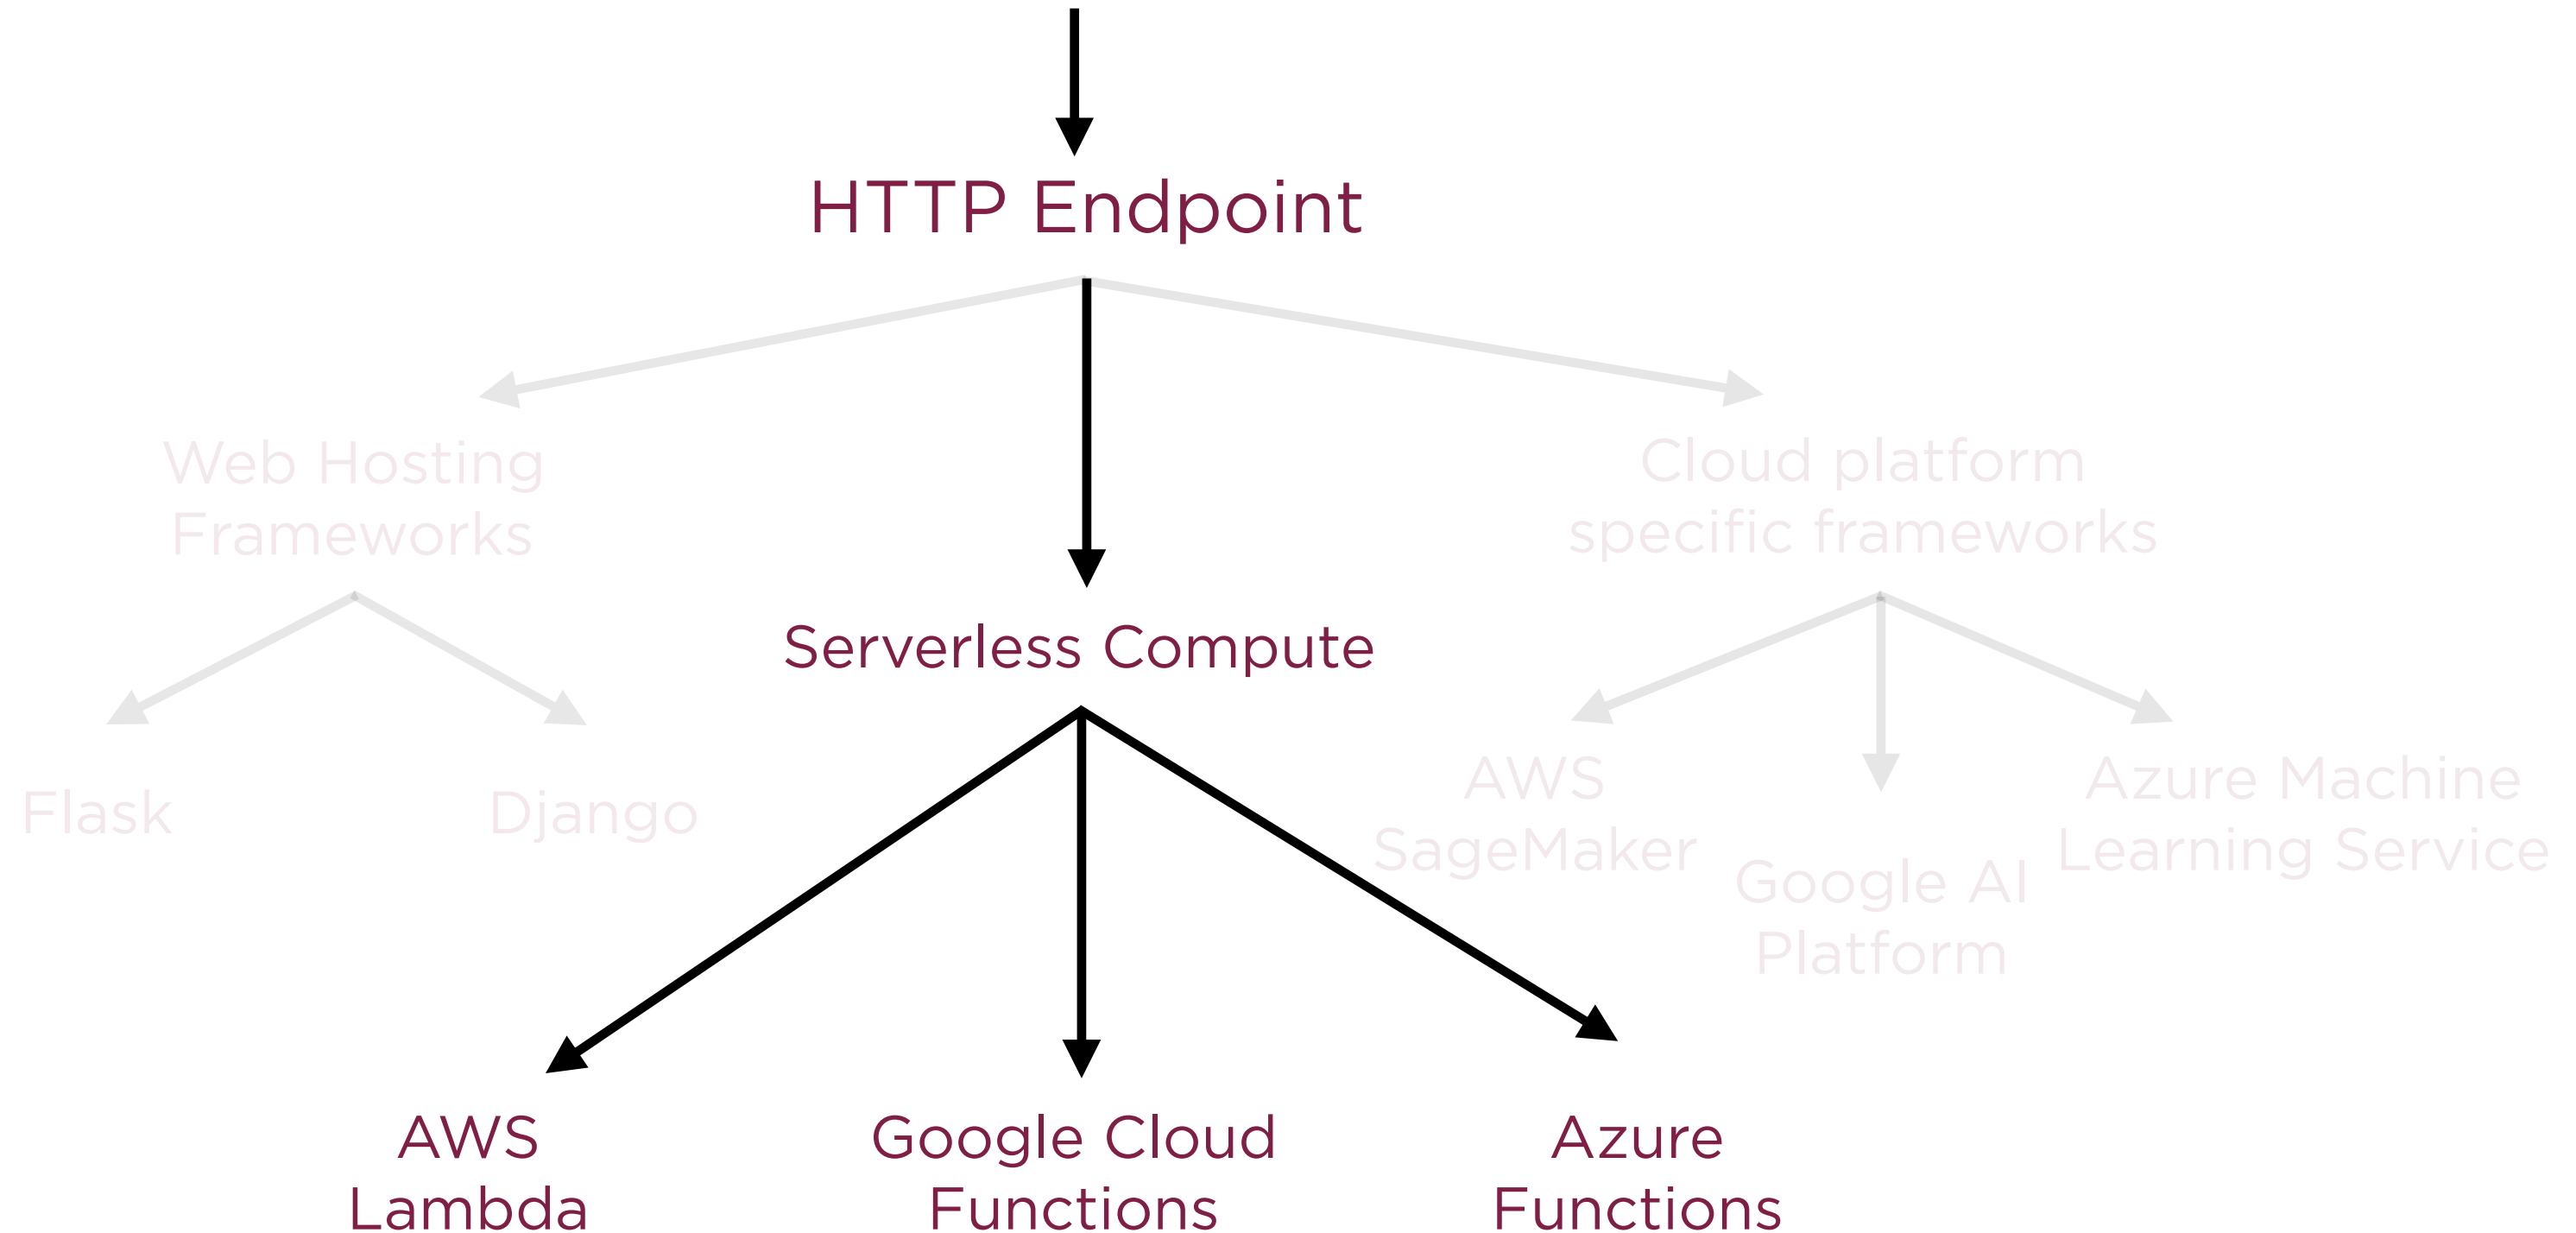 HTTP Endpoint
Web Hosting
Frameworks
Cloud platform
specific frameworks
Serverless Compute
Flask
Django
AWS
SageMaker
Google AI
Platform
Azure Machine
Learning Service
AWS
Lambda
Google Cloud
Functions
Azure
Functions